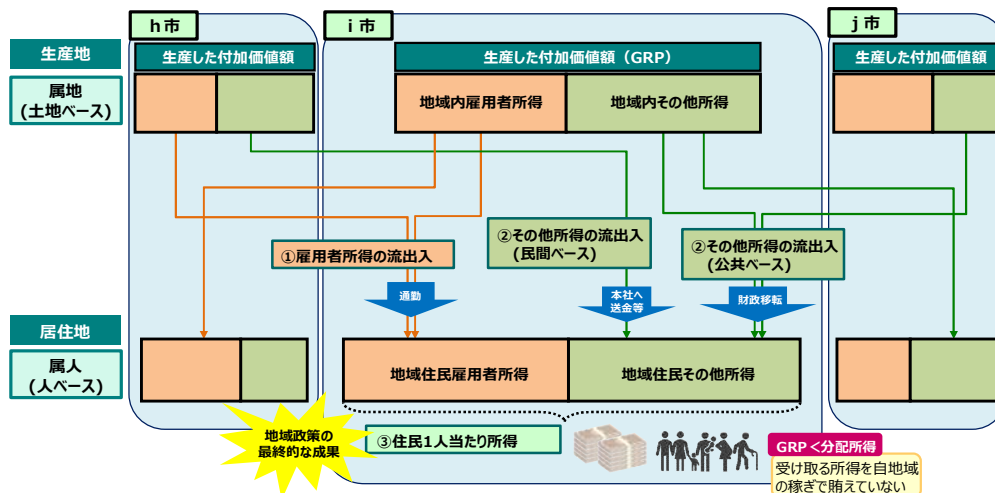 h市
i市
j市
生産地
生産した付加価値額
生産した付加価値額（GRP）
生産した付加価値額
属地
(土地ベース)
地域内雇用者所得
地域内その他所得
①雇用者所得の流出入
②その他所得の流出入
(民間ベース)
②その他所得の流出入
(公共ベース)
通勤
本社へ
送金等
財政移転
居住地
属人
(人ベース)
地域住民雇用者所得
地域住民その他所得
地域政策の
最終的な成果
③住民1人当たり所得
GRP＜分配所得
受け取る所得を自地域
の稼ぎで賄えていない